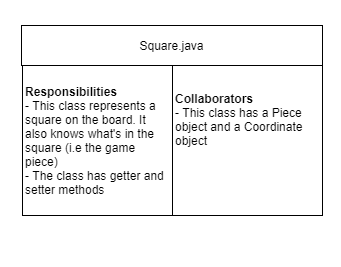 Square.java
Responsibilities
- This class represents a
square on the board. It
also knows what's in the
square (i.e the game
piece)
- The class has getter and
setter methods
Collaborators
- This class has a Piece
object and a Coordinate
object